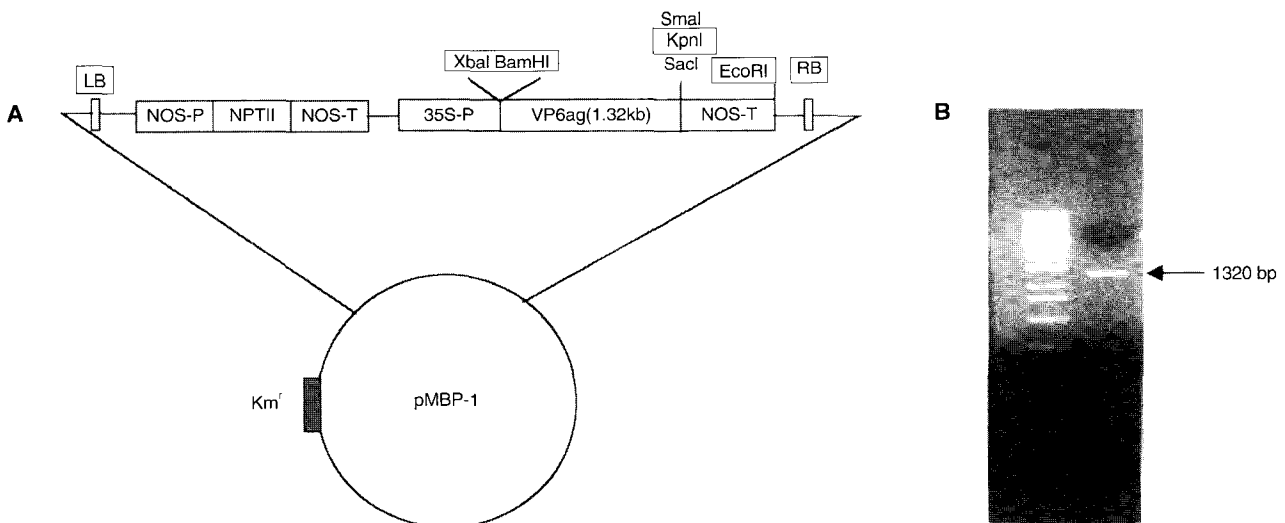 A
LB
NOS-P NPTII NOS-T
35S-P VP6ag(1.32kb) NOS-T
XbaI BamHI
SmaI
KpnI
SacI
EcoRI
RB
Kmr
pMBP-1
B
1320 bp